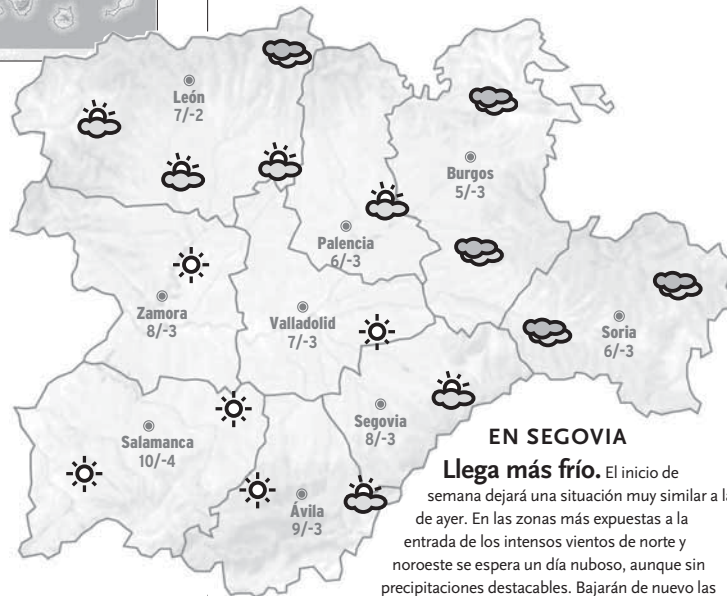 León
7/-2
Burgos
5/-3
Palencia
6/-3
Zamora
8/-3
Valladolid
7/-3
Soria
6/-3
Salamanca
10/-4
Segovia
8/-3
Ávila
9/-3
EN SEGOVIA
Llega más frío. El inicio de
semana dejará una situación muy similar a la
de ayer. En las zonas más expuestas a la
entrada de los intensos vientos de norte y
noroeste se espera un día nuboso, aunque sin
precipitaciones destacables. Bajarán de nuevo las